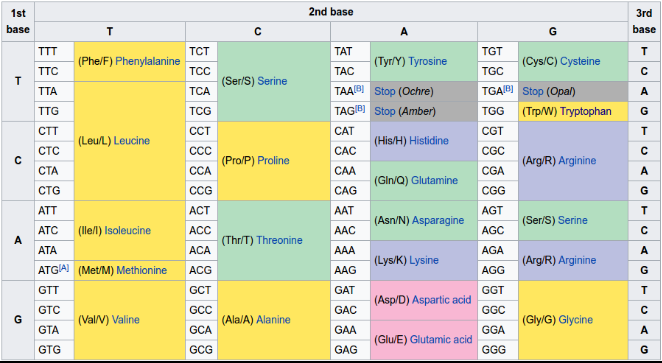 1st base 2nd base 3rd base
T C A G
T TTT (Phe/F) Phenylalanine TCT (Ser/S) Serine TAT (Tyr/Y) Tyrosine TGT (Cys/C) Cysteine T
TTC TCC TAC TGC C
TTA (Leu/L) Leucine TCA TAA[B] Stop (Ochre) TGA[B] Stop (Opal) A
TTG TCG TAG[B] Stop (Amber) TGG (Trp/W) Tryptophan G
C CTT CCT (Pro/P) Proline CAT (His/H) Histidine CGT (Arg/R) Arginine T
CTC CCC CAC CGC C
CTA CCA CAA (Gln/Q) Glutamine CGA A
CTG CCG CAG CGG G
A ATT (Ile/I) Isoleucine ACT (Thr/T) Threonine AAT (Asn/N) Asparagine AGT (Ser/S) Serine T
ATC ACC AAC AGC C
ATA ACA AAA (Lys/K) Lysine AGA (Arg/R) Arginine A
ATG[A] (Met/M) Methionine ACG AAG AGG G
G GTT (Val/V) Valine GCT (Ala/A) Alanine GAT (Asp/D) Aspartic acid GGT (Gly/G) Glycine T
GTC GCC GAC GGC C
GTA GCA GAA (Glu/E) Glutamic acid GGA A
GTG GCG GAG GGG G